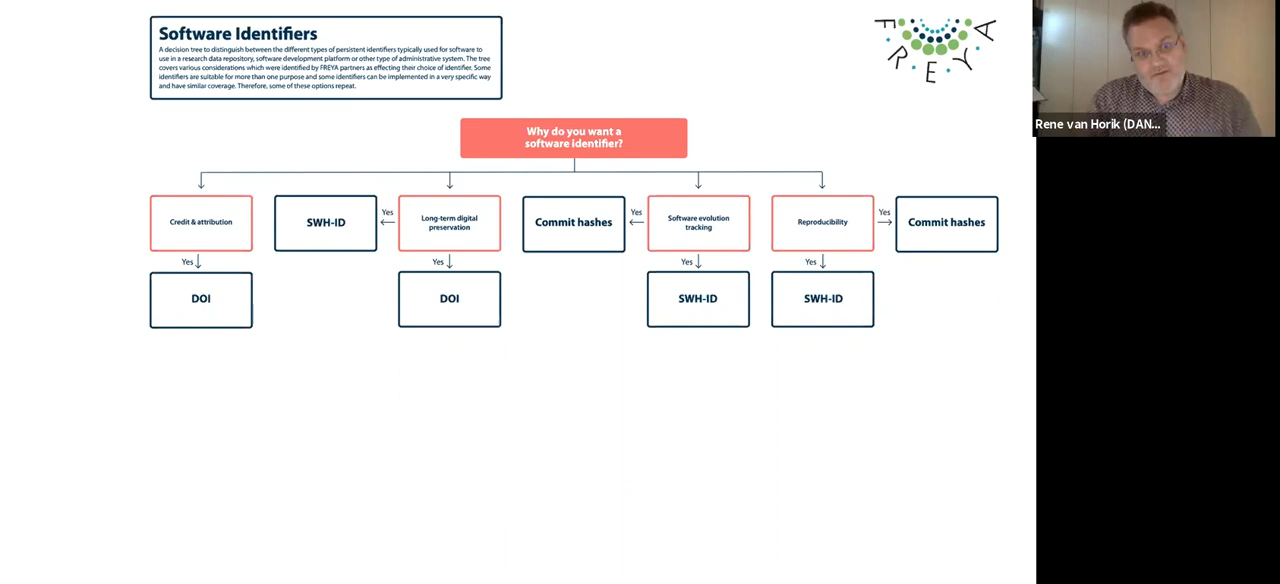 Software Identifiers
A decision tree to distinguish between the different types of persistent identifiers typically used for software to
use in a research data repository, software development platform or other type of administrative system. The tree
covers various considerations which were identified by FREYA partners as effecting their choice of identifier. Some
identifiers are suitable for more than one purpose and some identifiers can be implemented in a very specific way
and have similar coverage. Therefore, some of these options repeat.
FREYA
Rene van Horik (DAN...
Why do you want a
software identifier?
Credit & attribution
SWH-ID
Yes
Long-term digital
preservation
Commit hashes
Yes
Software evolution
tracking
Reproducibility
Yes
Commit hashes
Yes
Yes
Yes
Yes
DOI
DOI
SWH-ID
SWH-ID